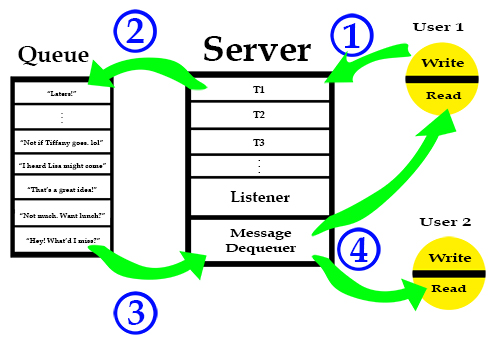 Queue
"Laters!"
⋮
"Not if Tiffany goes. lol"
"I heard Lisa might come"
"That's a great idea!"
"Not much. Want lunch?"
"Hey! What'd I miss?"
2
Server
T1
T2
T3
⋮
Listener
Message
Dequeuer
3
1
User 1
Write
Read
4
User 2
Write
Read